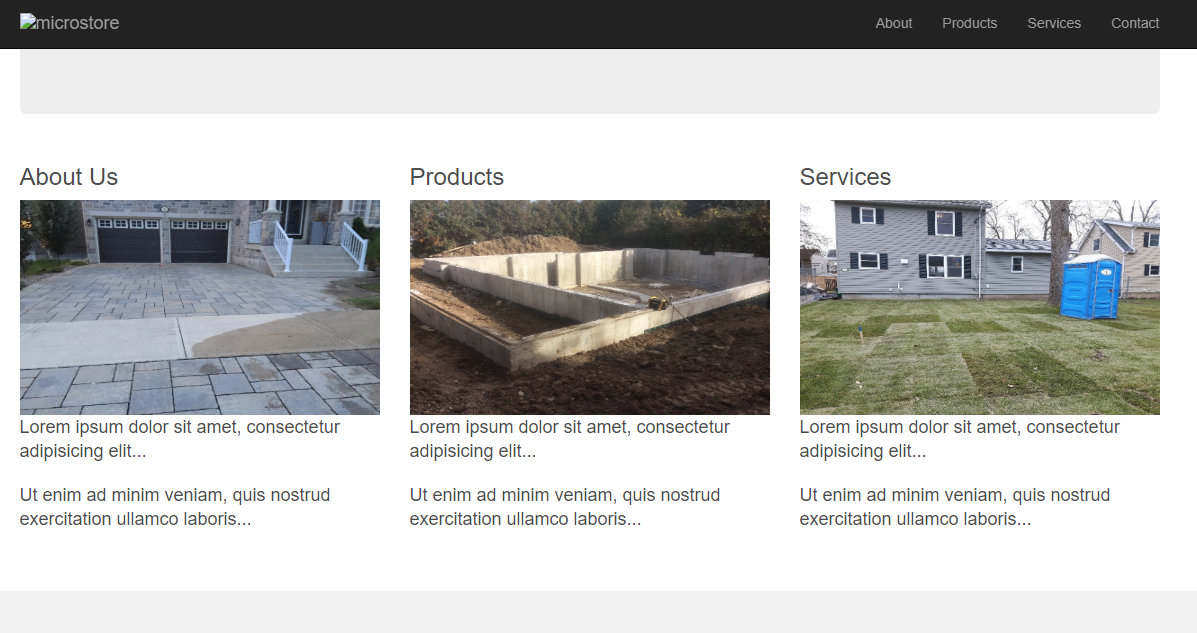 microstore
About Products Services Contact
About Us
Products
Services
Lorem ipsum dolor sit amet, consectetur
adipisicing elit...
Ut enim ad minim veniam, quis nostrud
exercitation ullamco laboris...
Lorem ipsum dolor sit amet, consectetur
adipisicing elit...
Ut enim ad minim veniam, quis nostrud
exercitation ullamco laboris...
Lorem ipsum dolor sit amet, consectetur
adipisicing elit...
Ut enim ad minim veniam, quis nostrud
exercitation ullamco laboris...